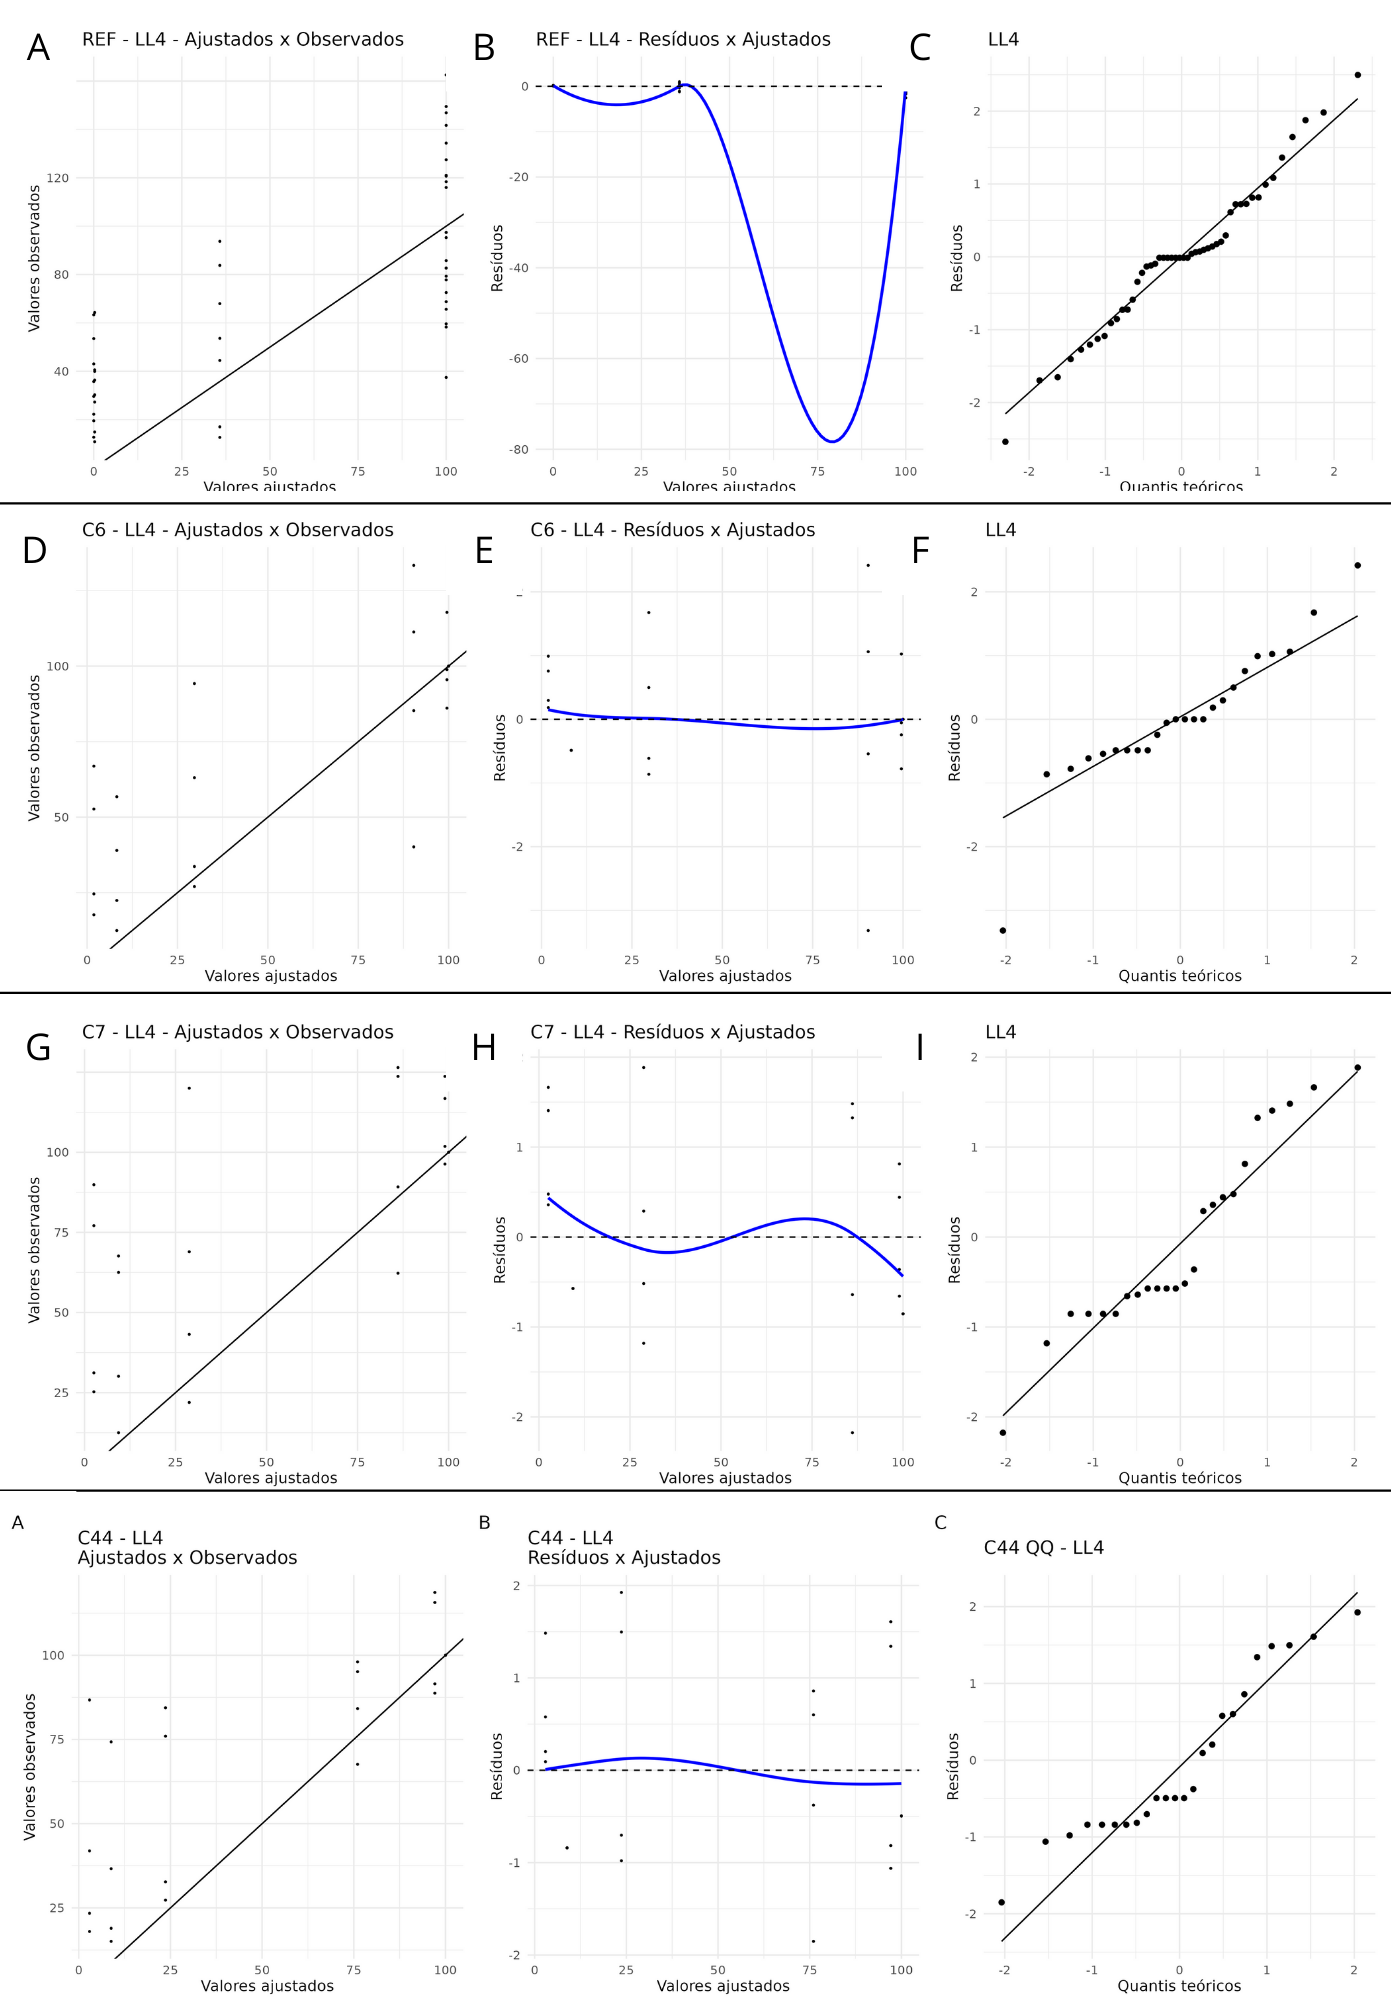 A
REF - LL4 - Ajustados x Observados
B
REF - LL4 - Resíduos x Ajustados
C
LL4
Valores observados
120
80
40
0 25 50 75 100
Valores ajustados
Resíduos
0
-20
-40
-60
-80
0 25 50 75 100
Valores ajustados
Resíduos
2
1
0
-1
-2
-2 -1 0 1 2
Quantis teóricos
D
C6 - LL4 - Ajustados x Observados
E
C6 - LL4 - Resíduos x Ajustados
F
LL4
Valores observados
100
50
0 25 50 75 100
Valores ajustados
Resíduos
0
-2
0 25 50 75 100
Valores ajustados
Resíduos
2
0
-2
-2 -1 0 1 2
Quantis teóricos
G
C7 - LL4 - Ajustados x Observados
H
C7 - LL4 - Resíduos x Ajustados
I
LL4
Valores observados
100
75
50
25
0 25 50 75 100
Valores ajustados
Resíduos
1
0
-1
-2
0 25 50 75 100
Valores ajustados
Resíduos
2
1
0
-1
-2
-2 -1 0 1 2
Quantis teóricos
A
C44 - LL4
Ajustados x Observados
B
C44 - LL4
Resíduos x Ajustados
C
C44 QQ - LL4
Valores observados
100
75
50
25
0 25 50 75 100
Valores ajustados
Resíduos
2
1
0
-1
-2
0 25 50 75 100
Valores ajustados
Resíduos
2
1
0
-1
-2
-2 -1 0 1 2
Quantis teóricos